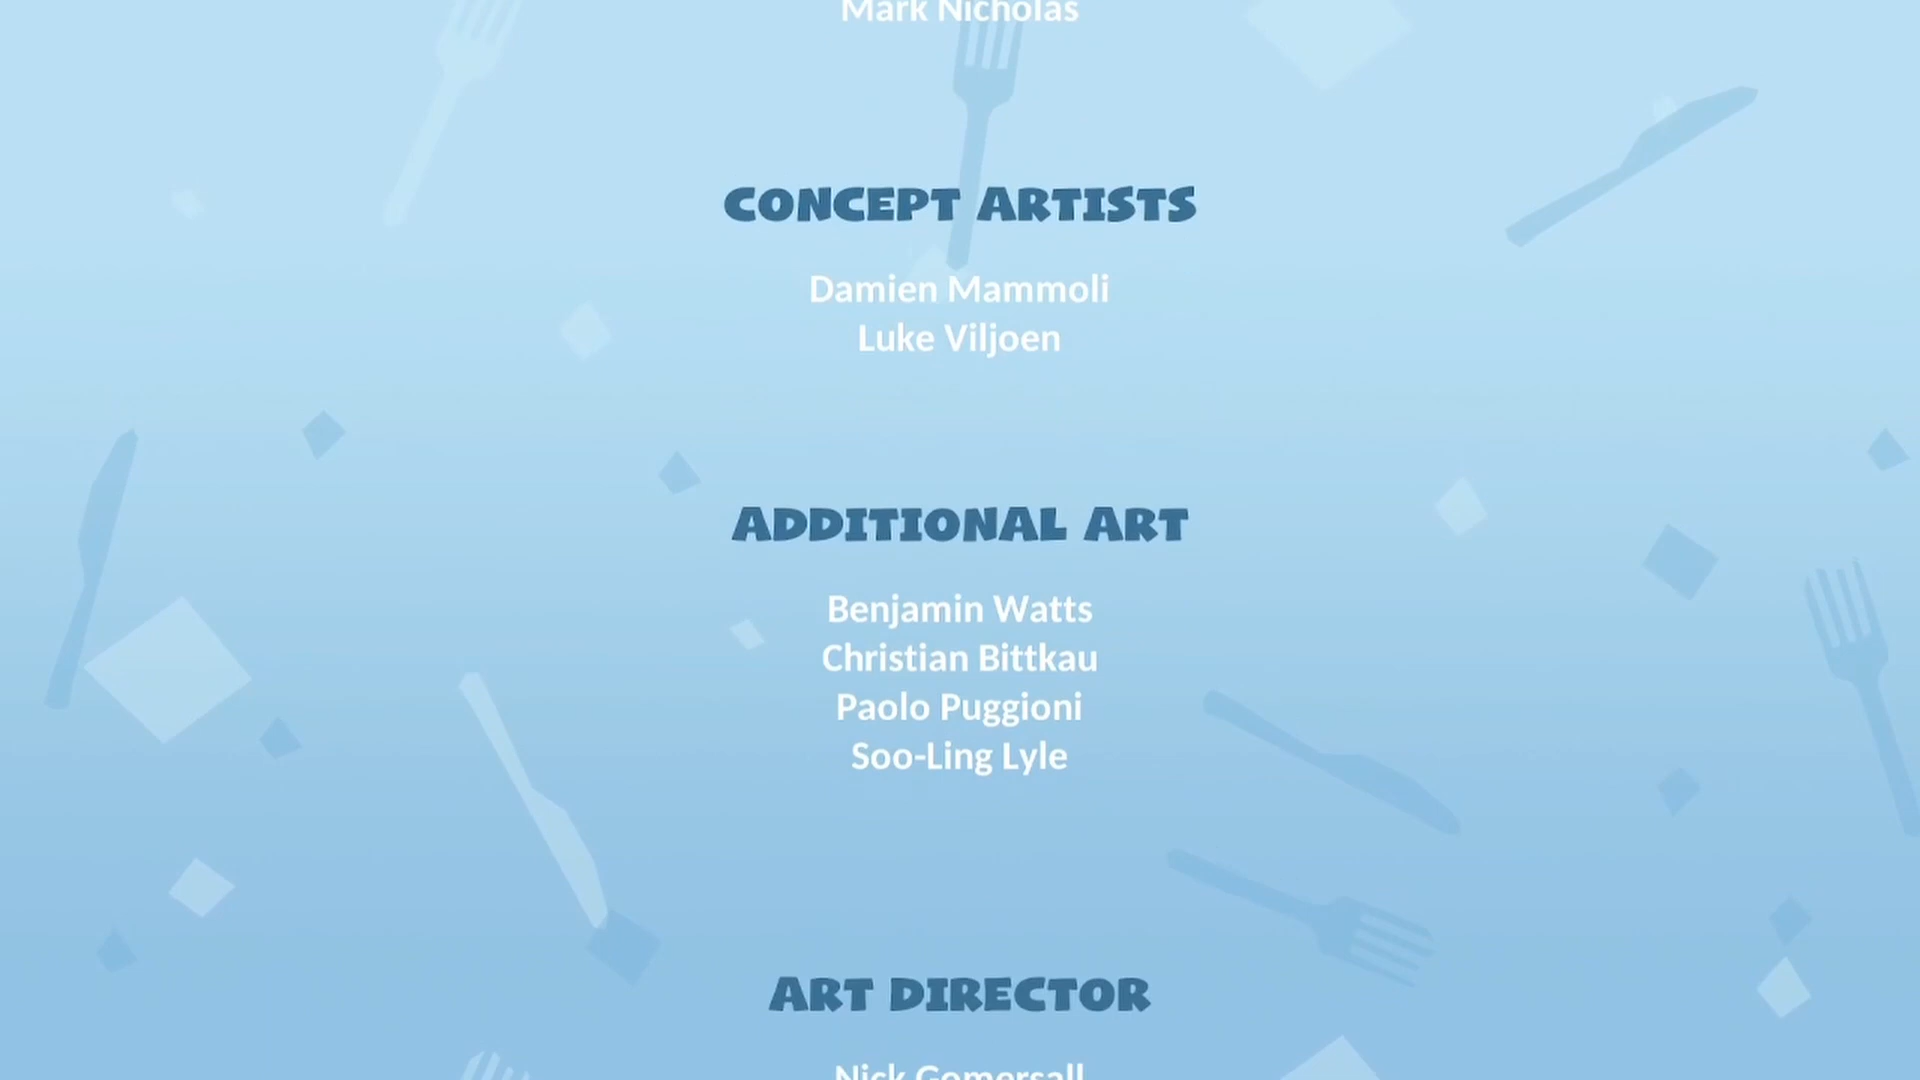 Mark Nicholas
CONCEPT ARTISTS
Damien Mammoli
Luke Viljoen
ADDITIONAL ART
Benjamin Watts
Christian Bittkau
Paolo Puggioni
Soo-Ling Lyle
ART DIRECTOR
Nick Gomersall